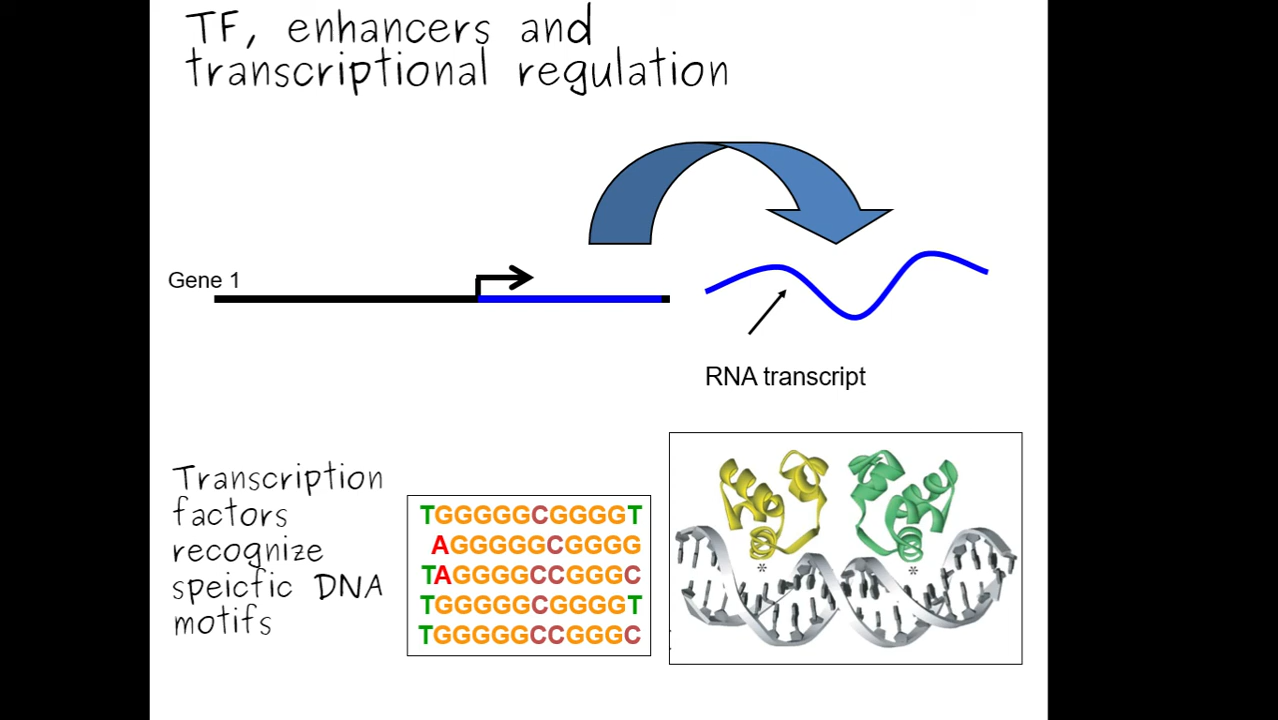 TF, enhancers and
transcriptional regulation
Gene 1
RNA transcript
Transcription
factors
recognize
speicfic DNA
motifs
TGGGGGCGGGGT
AGGGGGCGGGG
TAGGGGCCGGGC
TGGGGGCGGGGT
TGGGGGCCGGGC
*
*